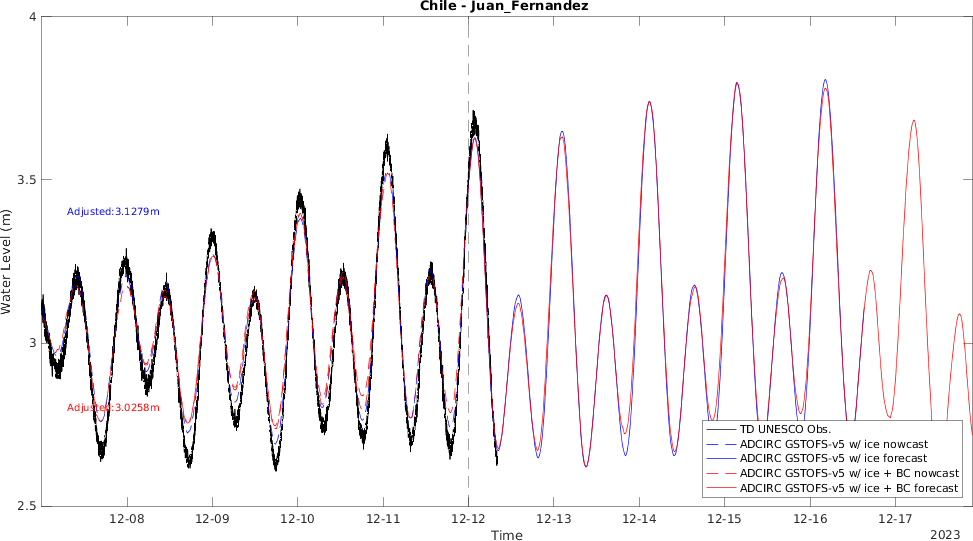 Chile - Juan_Fernandez
4
3.5
3
2.5
Water Level (m)
Adjusted:3.1279m
Adjusted:3.0258m
TD UNESCO Obs.
ADCIRC GSTOFS-v5 w/ ice nowcast
ADCIRC GSTOFS-v5 w/ ice forecast
ADCIRC GSTOFS-v5 w/ ice + BC nowcast
ADCIRC GSTOFS-v5 w/ ice + BC forecast
12-08 12-09 12-10 12-11 12-12 12-13 12-14 12-15 12-16 12-17
Time
2023